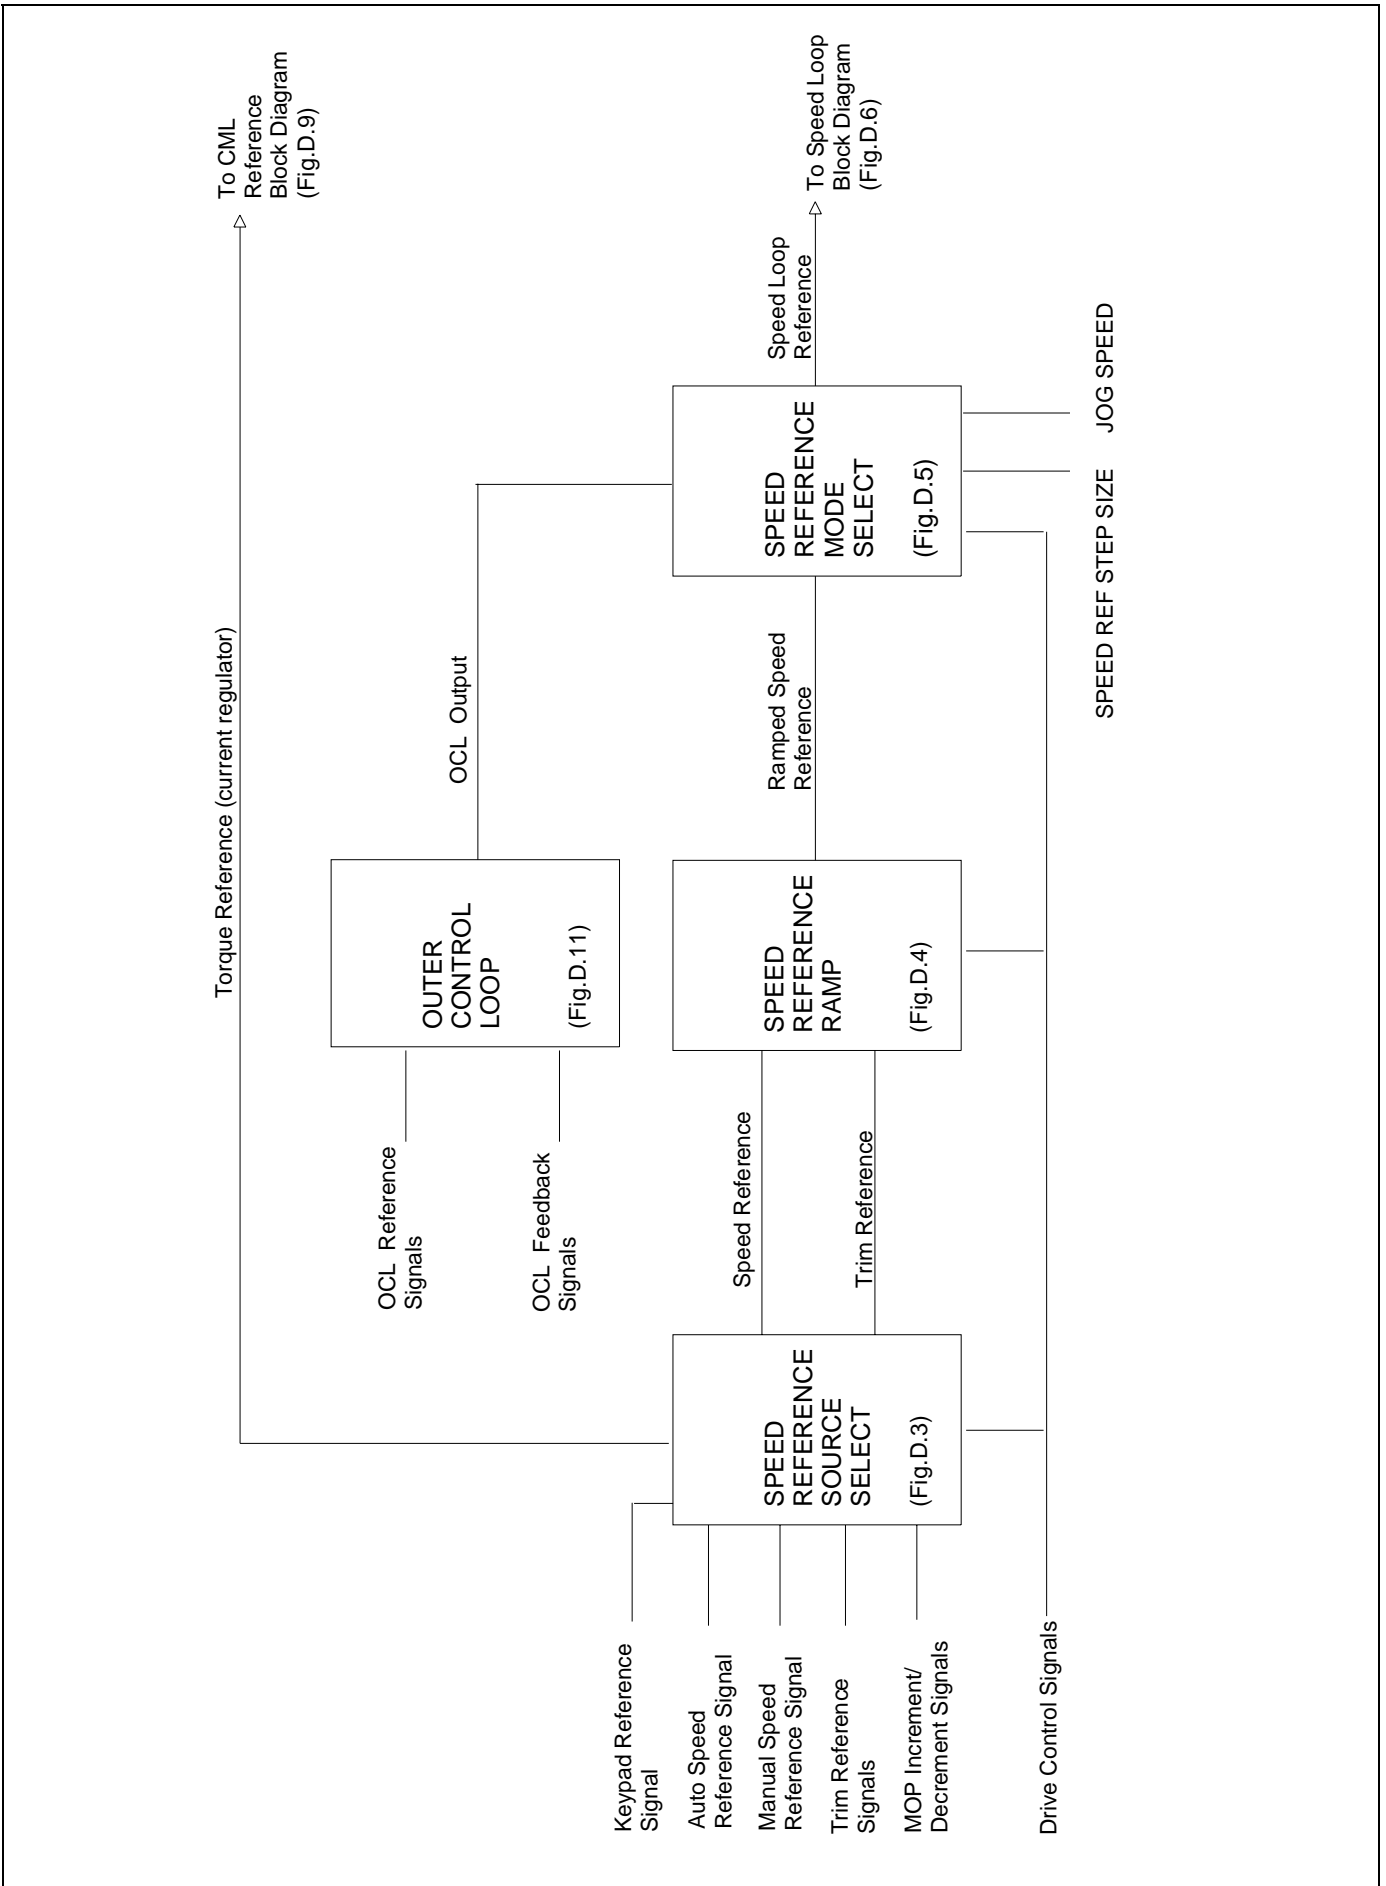 To CML
Reference
Block Diagram
(Fig.D.9)
Torque Reference (current regulator)
OCL Reference
Signals
OCL Feedback
Signals
OUTER
CONTROL
LOOP
(Fig.D.11)
OCL Output
Keypad Reference
Signal
Auto Speed
Reference Signal
Manual Speed
Reference Signal
Trim Reference
Signals
MOP Increment/
Decrement Signals
Drive Control Signals
SPEED
REFERENCE
SOURCE
SELECT
(Fig.D.3)
Speed Reference
Trim Reference
SPEED
REFERENCE
RAMP
(Fig.D.4)
Ramped Speed
Reference
SPEED
REFERENCE
MODE
SELECT
(Fig.D.5)
Speed Loop
Reference
To Speed Loop
Block Diagram
(Fig.D.6)
SPEED REF STEP SIZE
JOG SPEED